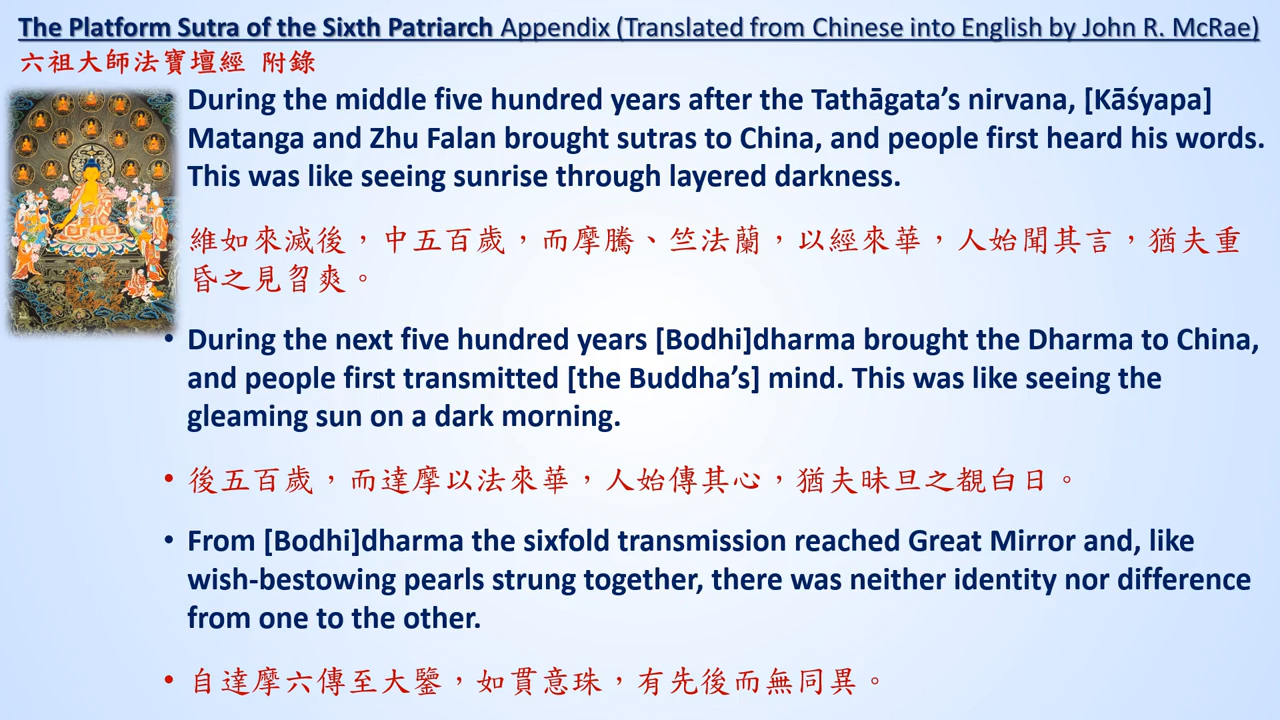 The Platform Sutra of the Sixth Patriarch Appendix (Translated from Chinese into English by John R. McRae)
六祖大師法寶壇經 附錄
During the middle five hundred years after the Tathāgata’s nirvana, [Kāśyapa]
Matanga and Zhu Falan brought sutras to China, and people first heard his words.
This was like seeing sunrise through layered darkness.
維如來滅後，中五百歲，而摩騰、竺法蘭，以經來華，人始聞其言，猶夫重
昏之見曶爽。
• During the next five hundred years [Bodhi]dharma brought the Dharma to China,
and people first transmitted [the Buddha’s] mind. This was like seeing the
gleaming sun on a dark morning.
• 後五百歲，而達摩以法來華，人始傳其心，猶夫昧旦之覩白日。
• From [Bodhi]dharma the sixfold transmission reached Great Mirror and, like
wish-bestowing pearls strung together, there was neither identity nor difference
from one to the other.
• 自達摩六傳至大鑒，如貫意珠，有先後而無同異。